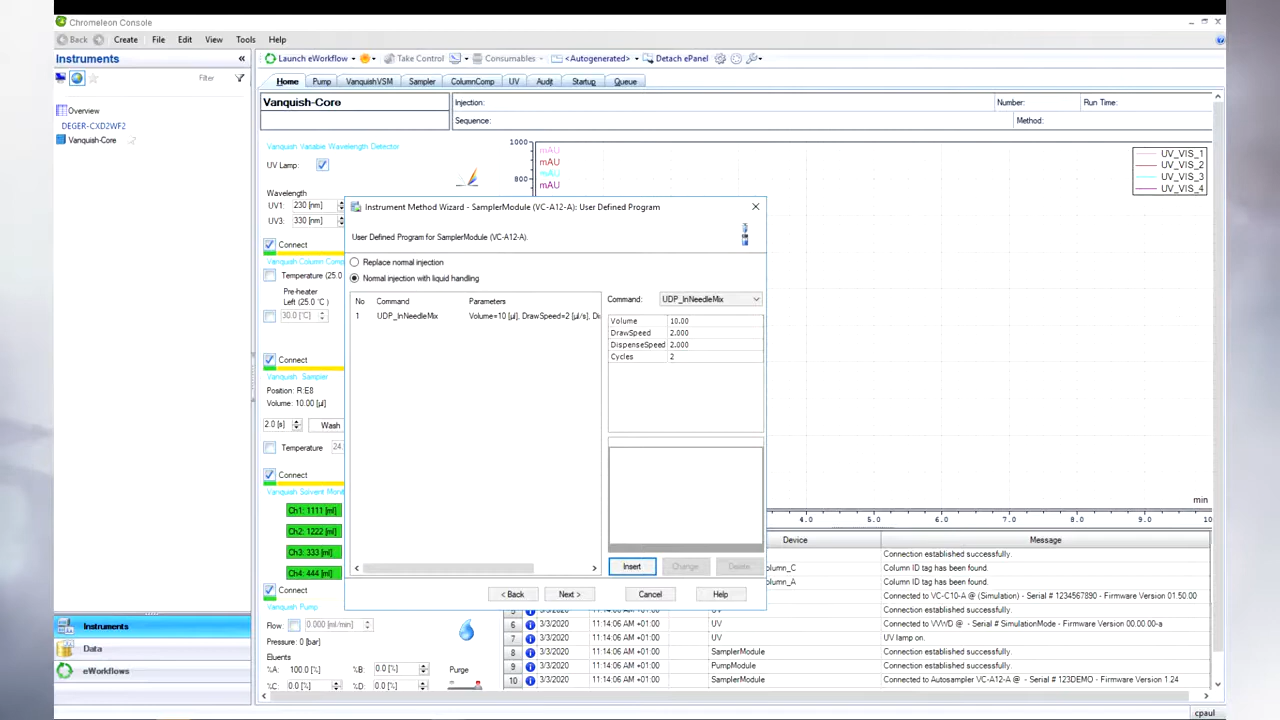 Chromeleon Console
Back Create File Edit View Tools Help
Instruments «
Filter
Overview
DEGER-CXD2WF2
Vanquish-Core
Launch eWorkflow Take Control Consumables <Autogenerated> Detach ePanel
Home Pump VanquishVSM Sampler ColumnComp UV Audit Startup Queue
Vanquish-Core
Injection: Number: Run Time:
Sequence: Method:
Vanquish Variable Wavelength Detector
UV Lamp:
Wavelength
UV1: 230 [nm]
UV3: 330 [nm]
Connect
Vanquish Column Comp
Temperature (25.0
Pre-heater
Left (25.0 °C )
30.0 [°C]
Connect
Vanquish Sampler
Position: R:E8
Volume: 10.00 [µl]
2.0 [s] Wash
Temperature 24.
Connect
Vanquish Solvent Monit
Ch1: 1111 [ml]
Ch2: 1222 [ml]
Ch3: 333 [ml]
Ch4: 444 [ml]
Connect
Vanquish Pump
Flow: 0.000 [ml/min]
Pressure: 0 [bar]
Eluents
%A: 100.0 [%] %B: 0.0 [%] Purge
%C: 0.0 [%] %D: 0.0 [%]
1000
800
mAU
mAU
mAU
mAU
UV_VIS_1
UV_VIS_2
UV_VIS_3
UV_VIS_4
min
4.0 5.0 6.0 7.0 8.0 9.0 10
Instrument Method Wizard - SamplerModule (VC-A12-A): User Defined Program
User Defined Program for SamplerModule (VC-A12-A).
Replace normal injection
Normal injection with liquid handling
No Command Parameters
1 UDP_InNeedleMix Volume=10 [µl], DrawSpeed=2 [µl/s], Di
Command: UDP_InNeedleMix
Volume 10.00
DrawSpeed 2.000
DispenseSpeed 2.000
Cycles 2
Insert Change Delete
< Back Next > Cancel Help
Device Message
Connection established successfully.
olumn_C Column ID tag has been found.
olumn_A Column ID tag has been found.
Connected to VC-C10-A @ (Simulation) - Serial # 1234567890 - Firmware Version 01.50.00
5 3/3/2020 Connection established successfully.
6 3/3/2020 11:14:06 AM +01:00 UV Connected to VVWD @ - Serial # SimulationMode - Firmware Version 00.00.00-a
7 3/3/2020 11:14:06 AM +01:00 UV UV lamp on.
8 3/3/2020 11:14:06 AM +01:00 SamplerModule Connection established successfully.
9 3/3/2020 11:14:06 AM +01:00 PumpModule Connection established successfully.
10 3/3/2020 11:14:06 AM +01:00 SamplerModule Connected to Autosampler VC-A12-A @ - Serial # 123DEMO - Firmware Version 1.24
Instruments
Data
eWorkflows
cpaul